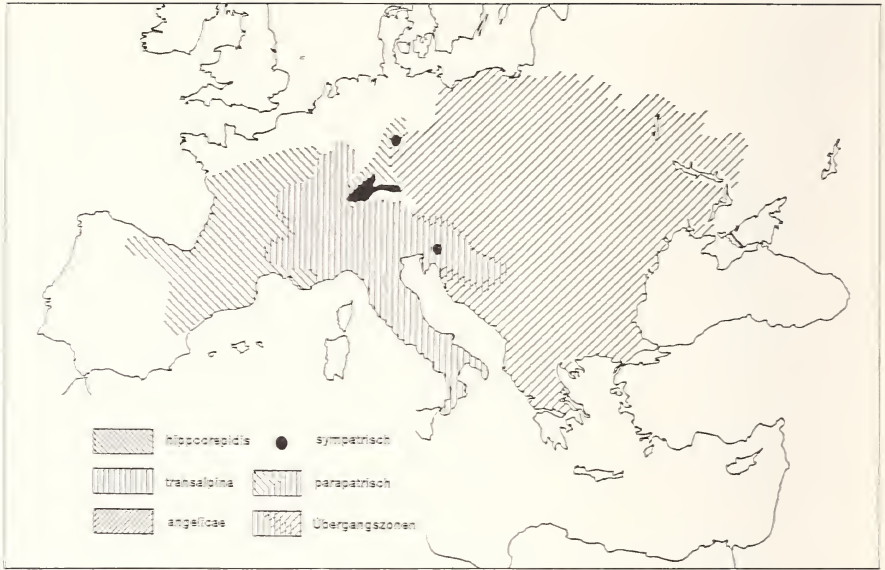 hippocrepidis
sympatrisch
transalpina
parapatrisch
angelicae
Übergangszonen